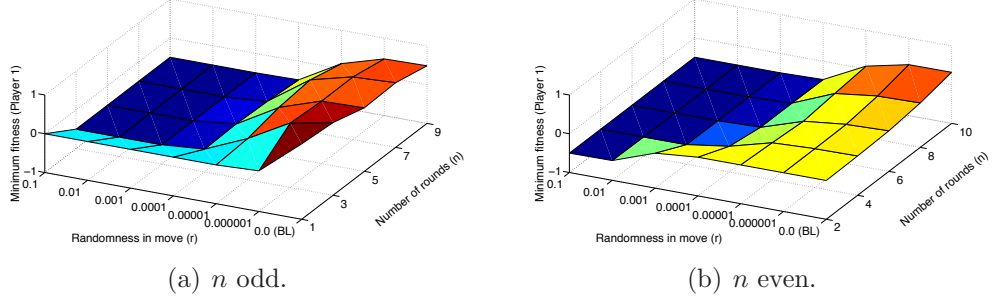 1
0
−1
0.1
0.01
0.001
0.0001
0.00001
0.000001
0.0 (BL)
1
3
5
7
9
Minimum fitness (Player 1)
Randomness in move (r)
Number of rounds (n)
(a) n odd.
1
0
−1
0.1
0.01
0.001
0.0001
0.00001
0.000001
0.0 (BL)
2
4
6
8
10
Minimum fitness (Player 1)
Randomness in move (r)
Number of rounds (n)
(b) n even.